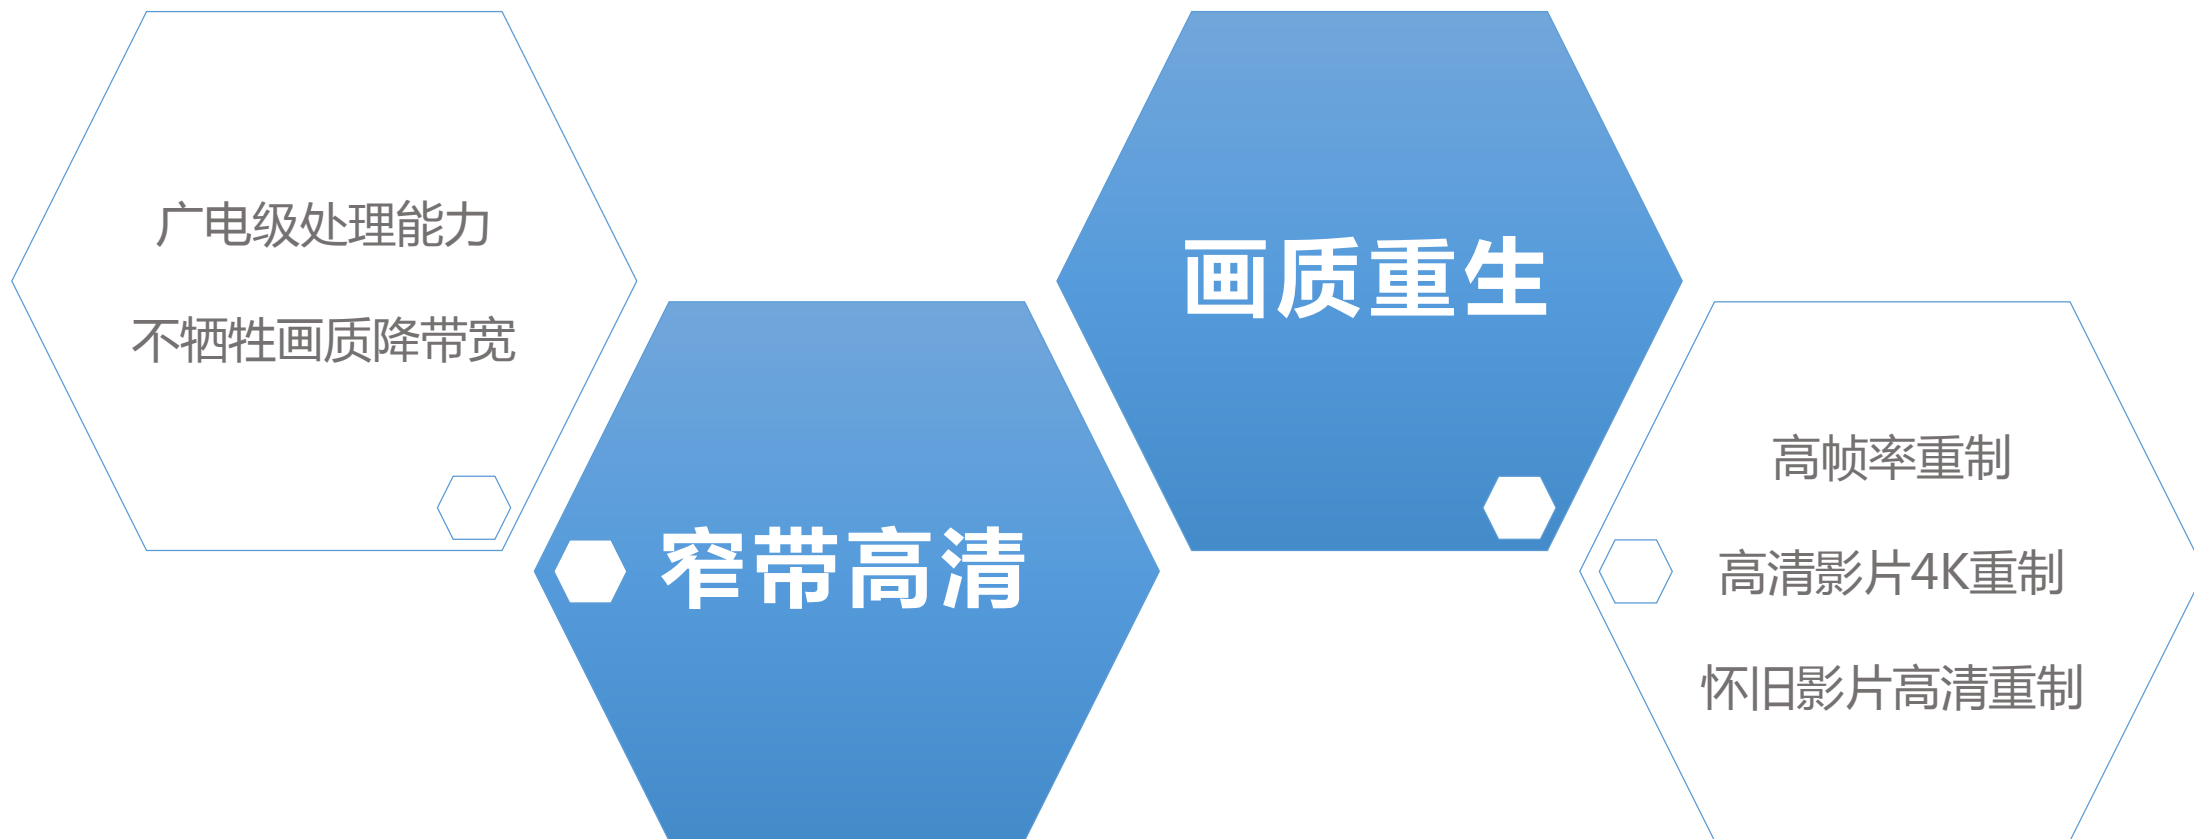 广电级处理能力
不牺牲画质降带宽
窄带高清
画质重生
高帧率重制
高清影片4K重制
怀旧影片高清重制